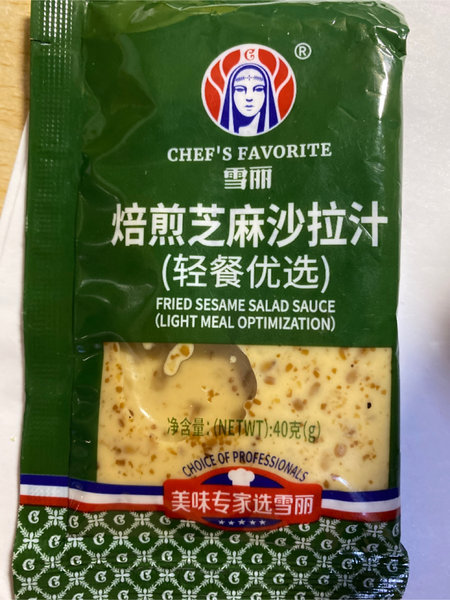 ®
CHEF'S FAVORITE
雪丽
焙煎芝麻沙拉汁
(轻餐优选)
FRIED SESAME SALAD SAUCE
(LIGHT MEAL OPTIMIZATION)
净含量:(NETWT):40克(g)
CHOICE OF PROFESSIONALS
美味专家选雪丽